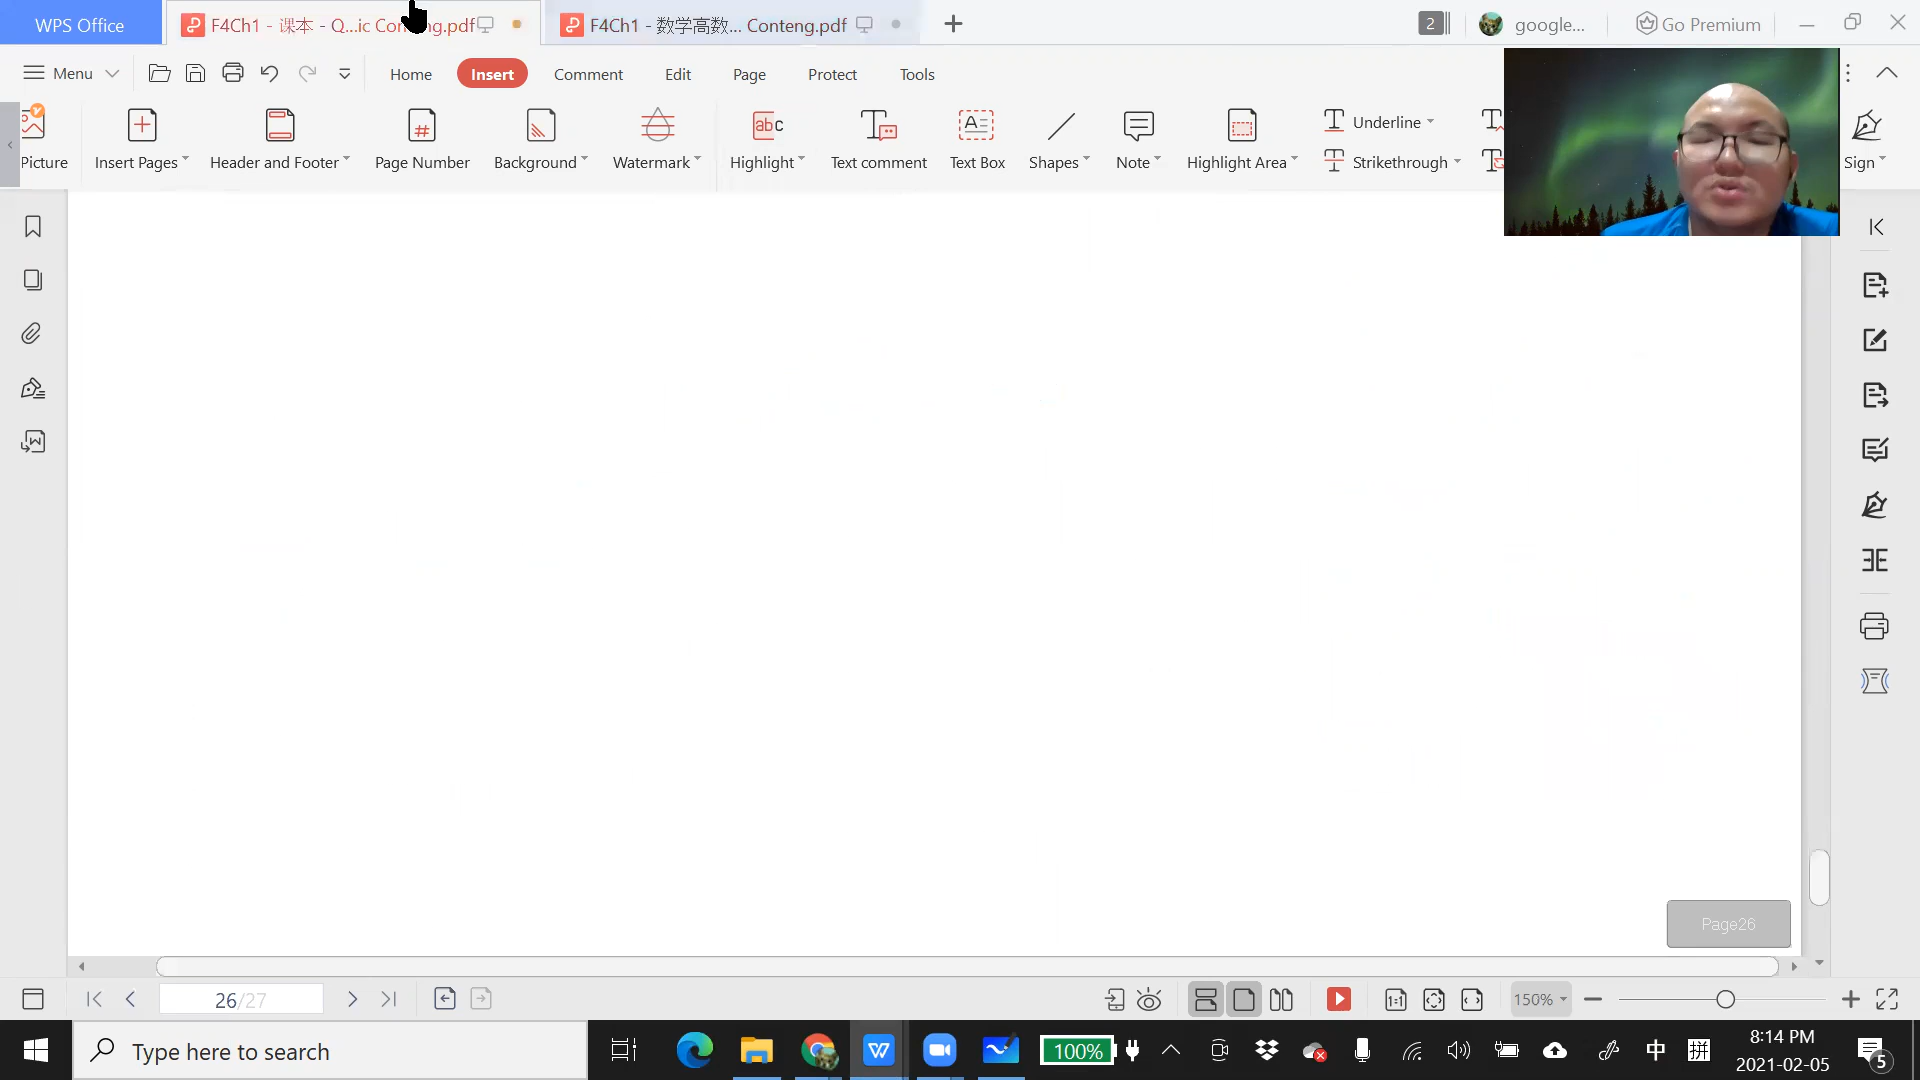 WPS Office
F4Ch1 - 课本 - Q...ic Con
ng.pdf
F4Ch1 - 数学高数... Conteng.pdf
2
google...
Go Premium
Menu
Home
Insert
Comment
Edit
Page
Protect
Tools
Picture
Insert Pages
Header and Footer
Page Number
Background
Watermark
Highlight
Text comment
Text Box
Shapes
Note
Highlight Area
Underline
Strikethrough
Sign
Page26
26/27
150%
Type here to search
100%
中
拼
8:14 PM
2021-02-05
5